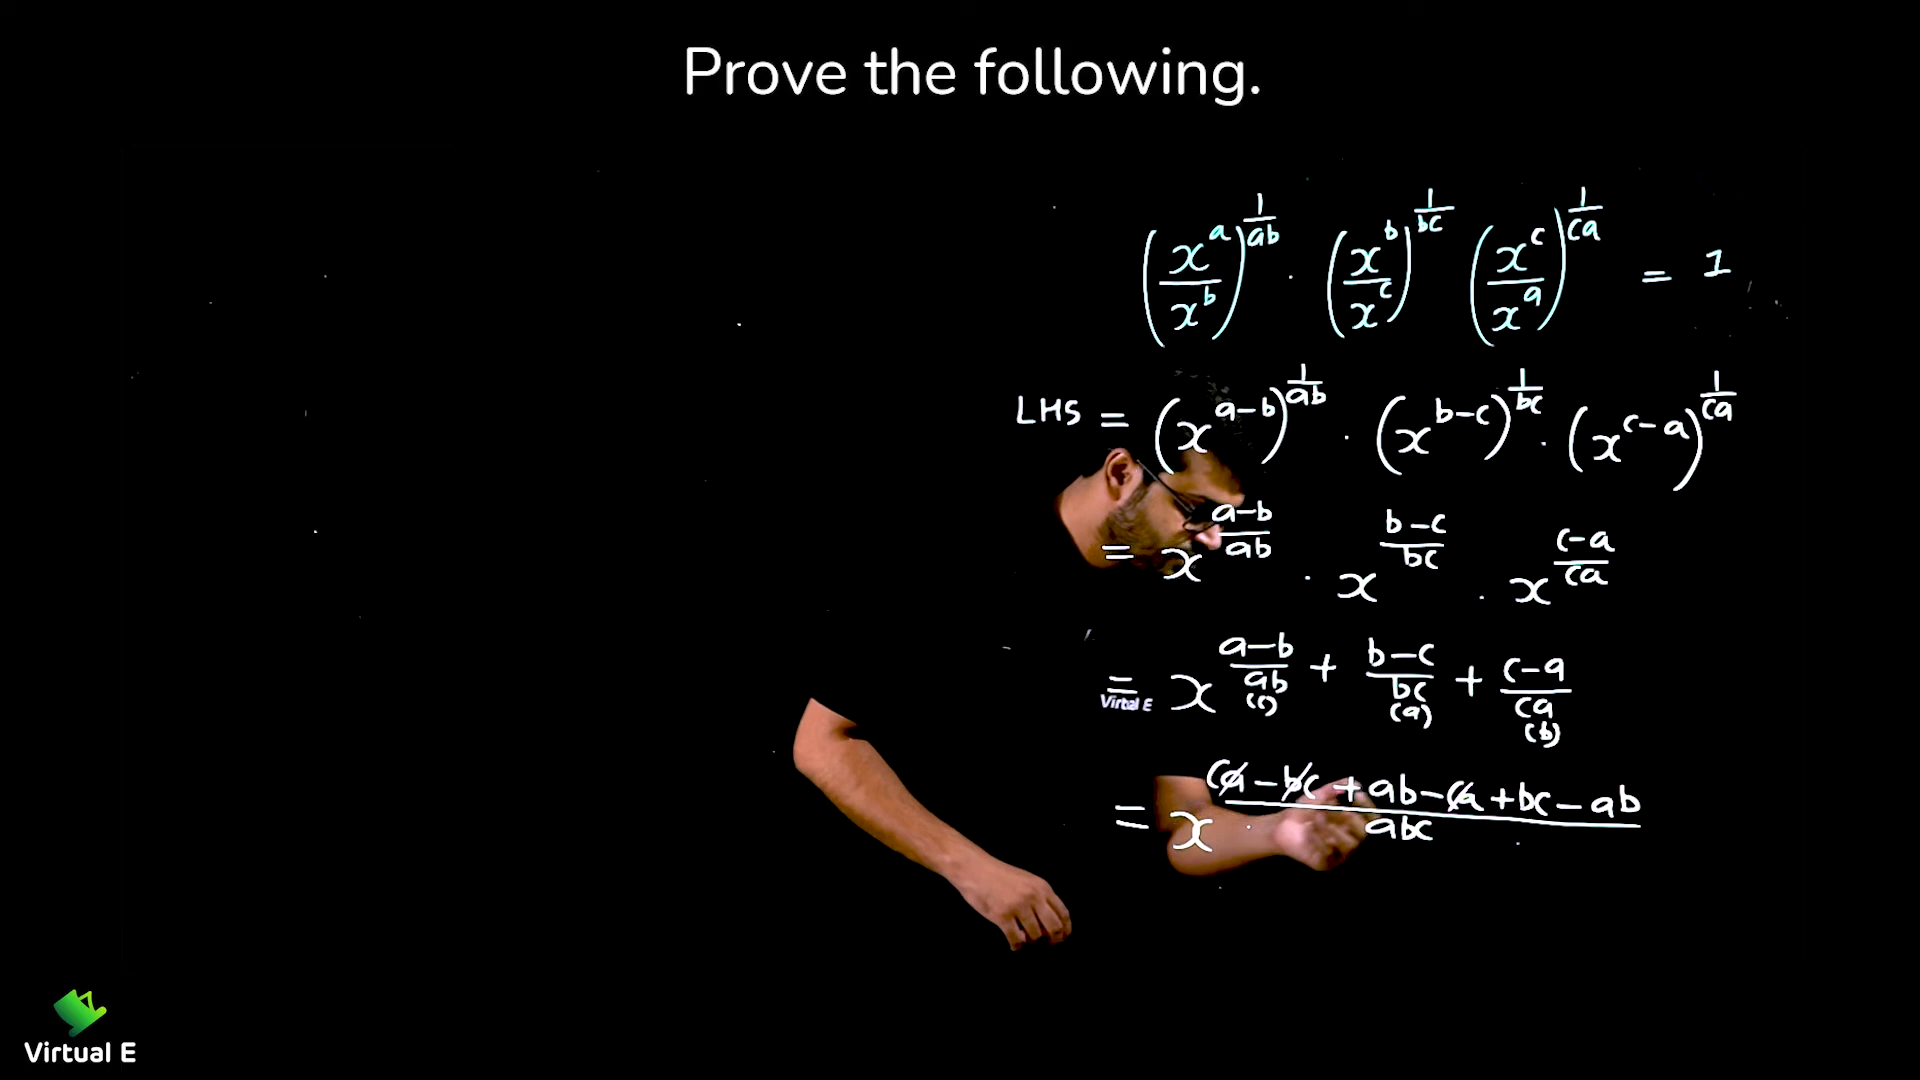 Prove the following.
(x^a/x^b)^(1/ab) · (x^b/x^c)^(1/bc) (x^c/x^a)^(1/ca) = 1
LHS = (x^(a-b))^(1/ab) · (x^(b-c))^(1/bc) · (x^(c-a))^(1/ca)
= x^((a-b)/ab) · x^((b-c)/bc) · x^((c-a)/ca)
= x^((a-b)/(ab(c)) + (b-c)/(bc(a)) + (c-a)/(ca(b)))
Virtual E
= x^((ca - bc + ab - ca + bc - ab)/abc)
Virtual E